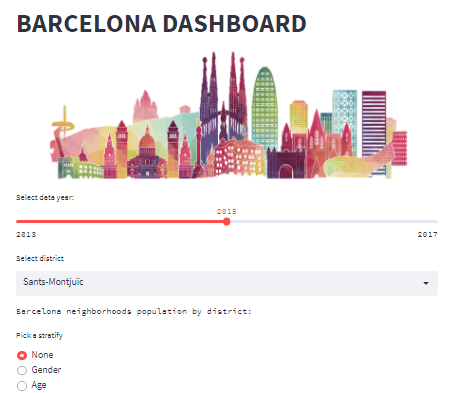 BARCELONA DASHBOARD
Select date year:
2015
2013 2017
Select district
Sants-Montjuïc
Barcelona neighborhoods population by district:
Pick a stratify
None
Gender
Age